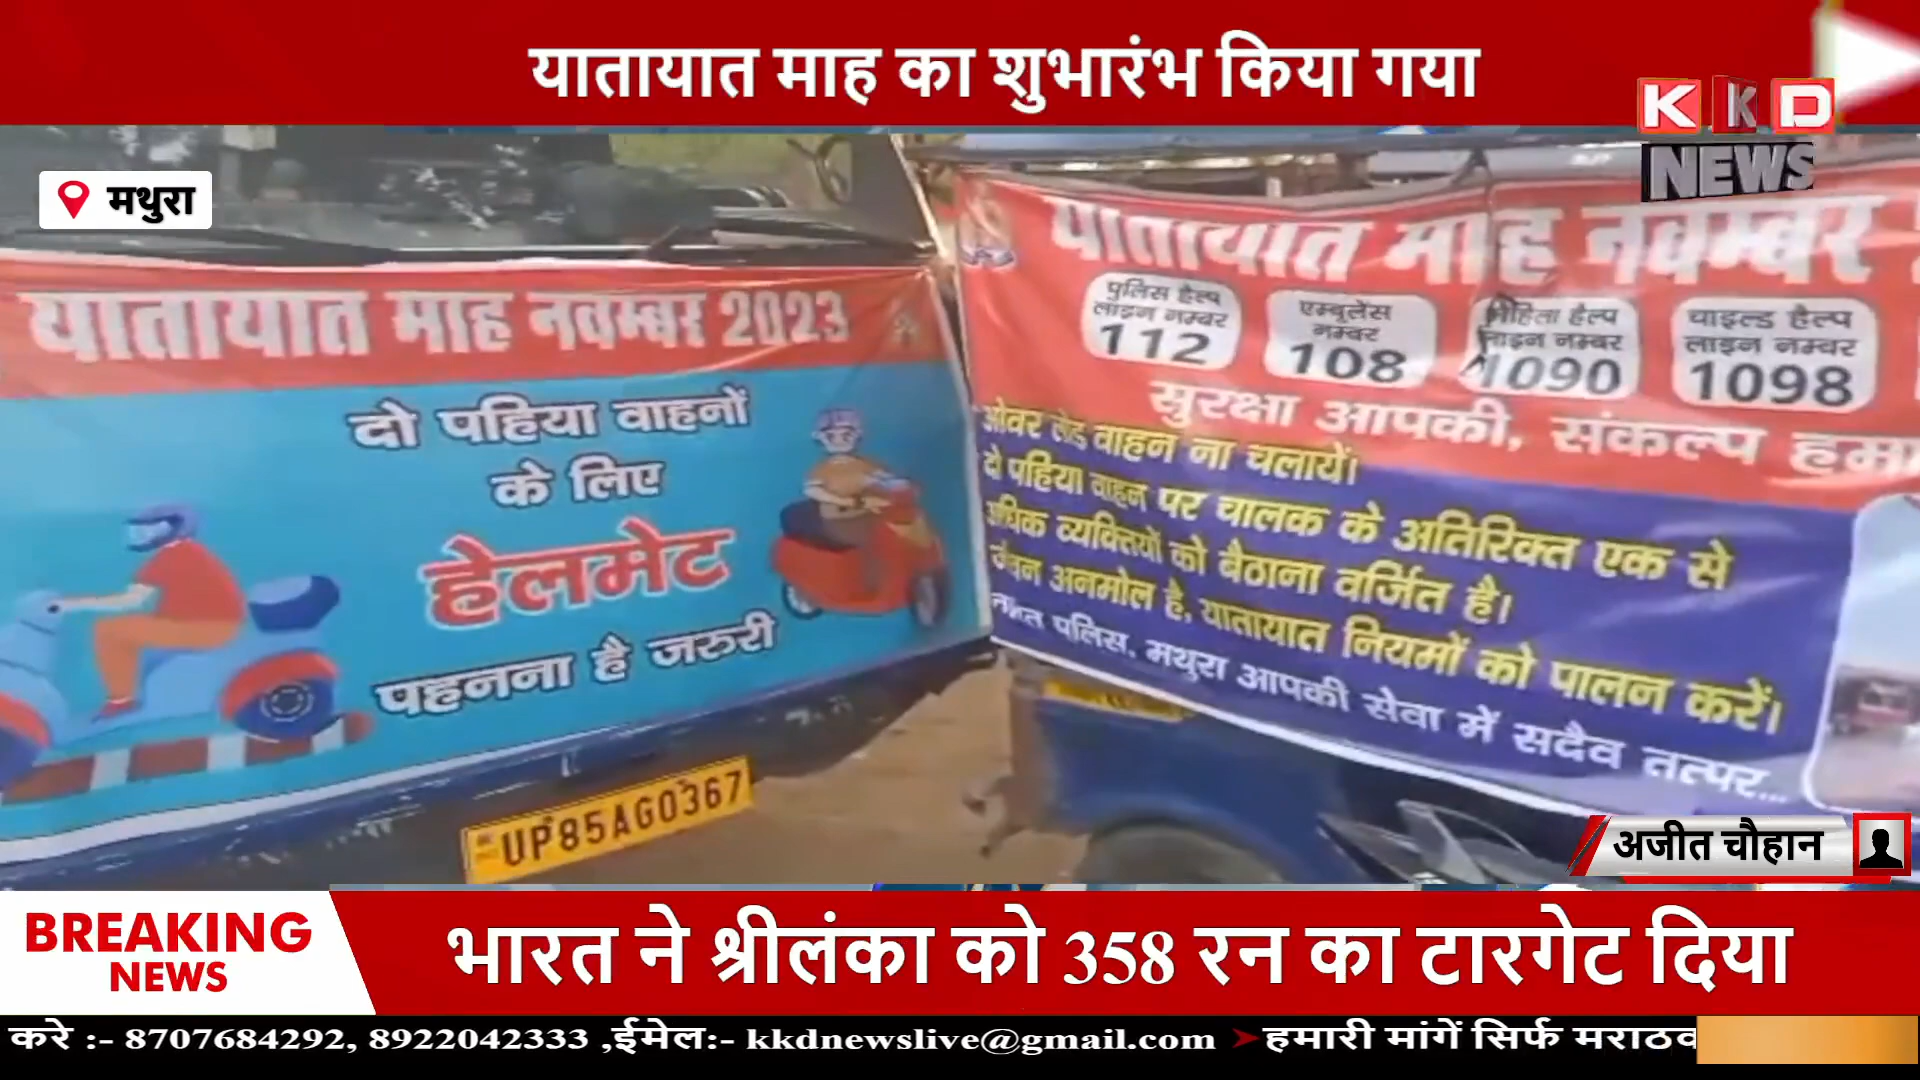 यातायात माह का शुभारंभ किया गया
KKD
NEWS
मथुरा
यातायात माह नवम्बर 2023
दो पहिया वाहनों
के लिए
हेलमेट
पहनना है जरुरी
UP85AG0367
यातायात माह नवम्बर
पुलिस हैल्प
लाइन नम्बर
112
एम्बूलेंस
नम्बर
108
महिला हैल्प
लाइन नम्बर
1090
चाइल्ड हैल्प
लाइन नम्बर
1098
सुरक्षा आपकी, संकल्प
ओवर लोड वाहन ना चलायें।
दो पहिया वाहन पर चालक के अतिरिक्त एक से
अधिक व्यक्तियों को बैठाना वर्जित है।
जीवन अनमोल है, यातायात नियमों को पालन करें।
पुलिस, मथुरा आपकी सेवा में सदैव तत्पर...
अजीत चौहान
BREAKING
NEWS
भारत ने श्रीलंका को 358 रन का टारगेट दिया
करे :- 8707684292, 8922042333 ,ईमेल:- kkdnewslive@gmail.com ➤हमारी मांगें सिर्फ